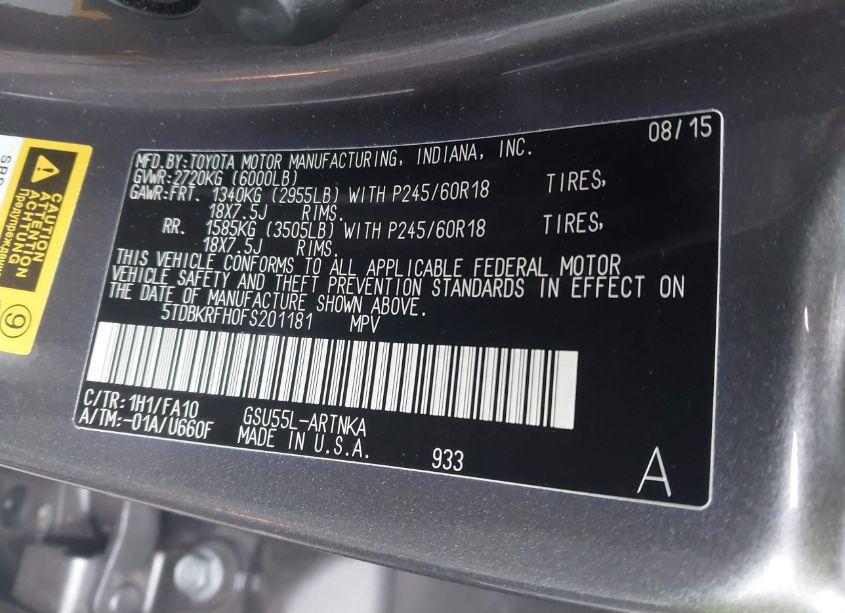 08/15
MFD.BY:TOYOTA MOTOR MANUFACTURING, INDIANA, INC.
GVWR:2720KG (6000LB)
GAWR:FRT. 1340KG (2955LB) WITH P245/60R18 TIRES,
18X7.5J RIMS.
RR. 1585KG (3505LB) WITH P245/60R18 TIRES,
18X7.5J RIMS.
THIS VEHICLE CONFORMS TO ALL APPLICABLE FEDERAL MOTOR
VEHICLE SAFETY AND THEFT PREVENTION STANDARDS IN EFFECT ON
THE DATE OF MANUFACTURE SHOWN ABOVE.
5TDBKRFH0FS201181 MPV
C/TR:1H1/FA10 GSU55L-ARTNKA
A/TM:-01A/U660F MADE IN U.S.A. 933
A
CAUTION
ATTENTION
ACHTUNG
9